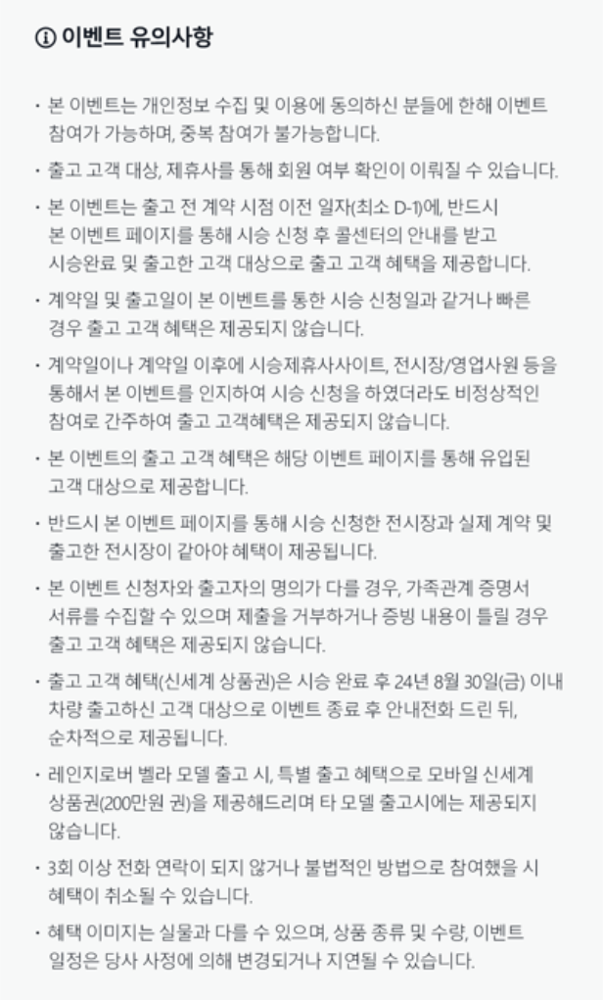 ⓘ 이벤트 유의사항
· 본 이벤트는 개인정보 수집 및 이용에 동의하신 분들에 한해 이벤트
참여가 가능하며, 중복 참여가 불가능합니다.
· 출고 고객 대상, 제휴사를 통해 회원 여부 확인이 이뤄질 수 있습니다.
· 본 이벤트는 출고 전 계약 시점 이전 일자(최소 D-1)에, 반드시
본 이벤트 페이지를 통해 시승 신청 후 콜센터의 안내를 받고
시승완료 및 출고한 고객 대상으로 출고 고객 혜택을 제공합니다.
· 계약일 및 출고일이 본 이벤트를 통한 시승 신청일과 같거나 빠른
경우 출고 고객 혜택은 제공되지 않습니다.
· 계약일이나 계약일 이후에 시승제휴사사이트, 전시장/영업사원 등을
통해서 본 이벤트를 인지하여 시승 신청을 하였더라도 비정상적인
참여로 간주하여 출고 고객혜택은 제공되지 않습니다.
· 본 이벤트의 출고 고객 혜택은 해당 이벤트 페이지를 통해 유입된
고객 대상으로 제공합니다.
· 반드시 본 이벤트 페이지를 통해 시승 신청한 전시장과 실제 계약 및
출고한 전시장이 같아야 혜택이 제공됩니다.
· 본 이벤트 신청자와 출고자의 명의가 다를 경우, 가족관계 증명서
서류를 수집할 수 있으며 제출을 거부하거나 증빙 내용이 틀릴 경우
출고 고객 혜택은 제공되지 않습니다.
· 출고 고객 혜택(신세계 상품권)은 시승 완료 후 24년 8월 30일(금) 이내
차량 출고하신 고객 대상으로 이벤트 종료 후 안내전화 드린 뒤,
순차적으로 제공됩니다.
· 레인지로버 벨라 모델 출고 시, 특별 출고 혜택으로 모바일 신세계
상품권(200만원 권)을 제공해드리며 타 모델 출고시에는 제공되지
않습니다.
· 3회 이상 전화 연락이 되지 않거나 불법적인 방법으로 참여했을 시
혜택이 취소될 수 있습니다.
· 혜택 이미지는 실물과 다를 수 있으며, 상품 종류 및 수량, 이벤트
일정은 당사 사정에 의해 변경되거나 지연될 수 있습니다.